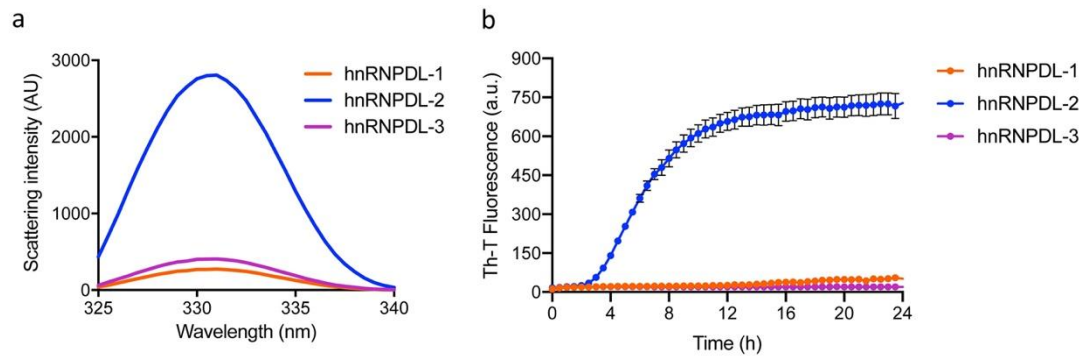 a
3000
2000
1000
0
325
330
335
340
Scattering intensity (AU)
Wavelength (nm)
hnRNPDL-1
hnRNPDL-2
hnRNPDL-3
b
900
750
600
450
300
150
0
0
4
8
12
16
20
24
Th-T Fluorescence (a.u.)
Time (h)
hnRNPDL-1
hnRNPDL-2
hnRNPDL-3